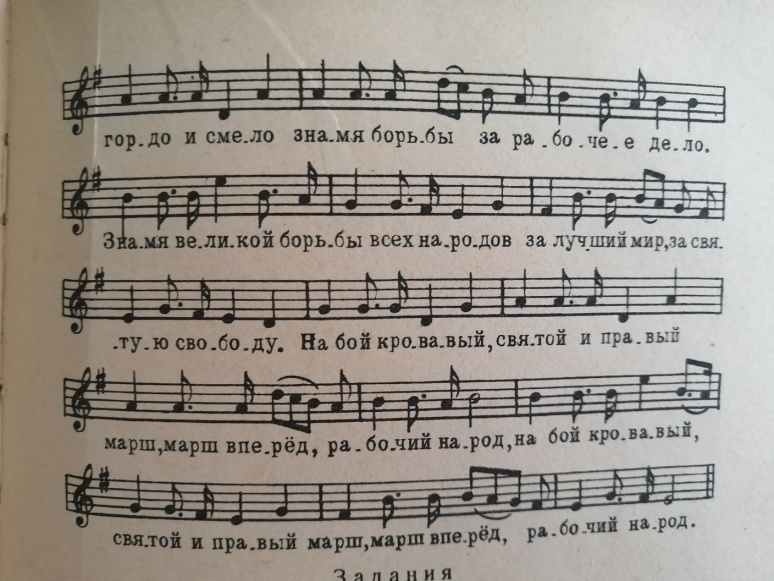 гор.до и сме.ло зна.мя борь.бы за ра.бо.че.е де.ло.
Зна.мя ве.ли.кой борь.бы всех на.ро.дов за лучший мир, за свя.
.ту.ю сво.бо.ду. На бой кро.ва.вый, свя.той и пра.вый
марш, марш впе.рёд, ра.бо.чий на.род, на бой кро.ва.вый,
свя.той и пра.вый марш, марш впе.рёд, ра.бо.чий на.род.
Задания